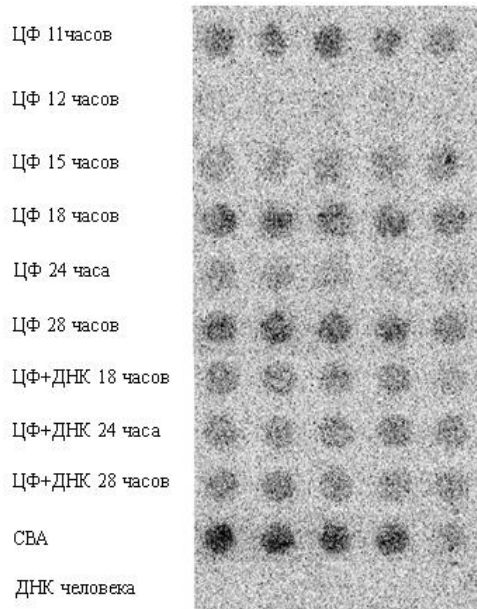 ЦФ 11часов
ЦФ 12 часов
ЦФ 15 часов
ЦФ 18 часов
ЦФ 24 часа
ЦФ 28 часов
ЦФ+ДНК 18 часов
ЦФ+ДНК 24 часа
ЦФ+ДНК 28 часов
CBA
ДНК человека